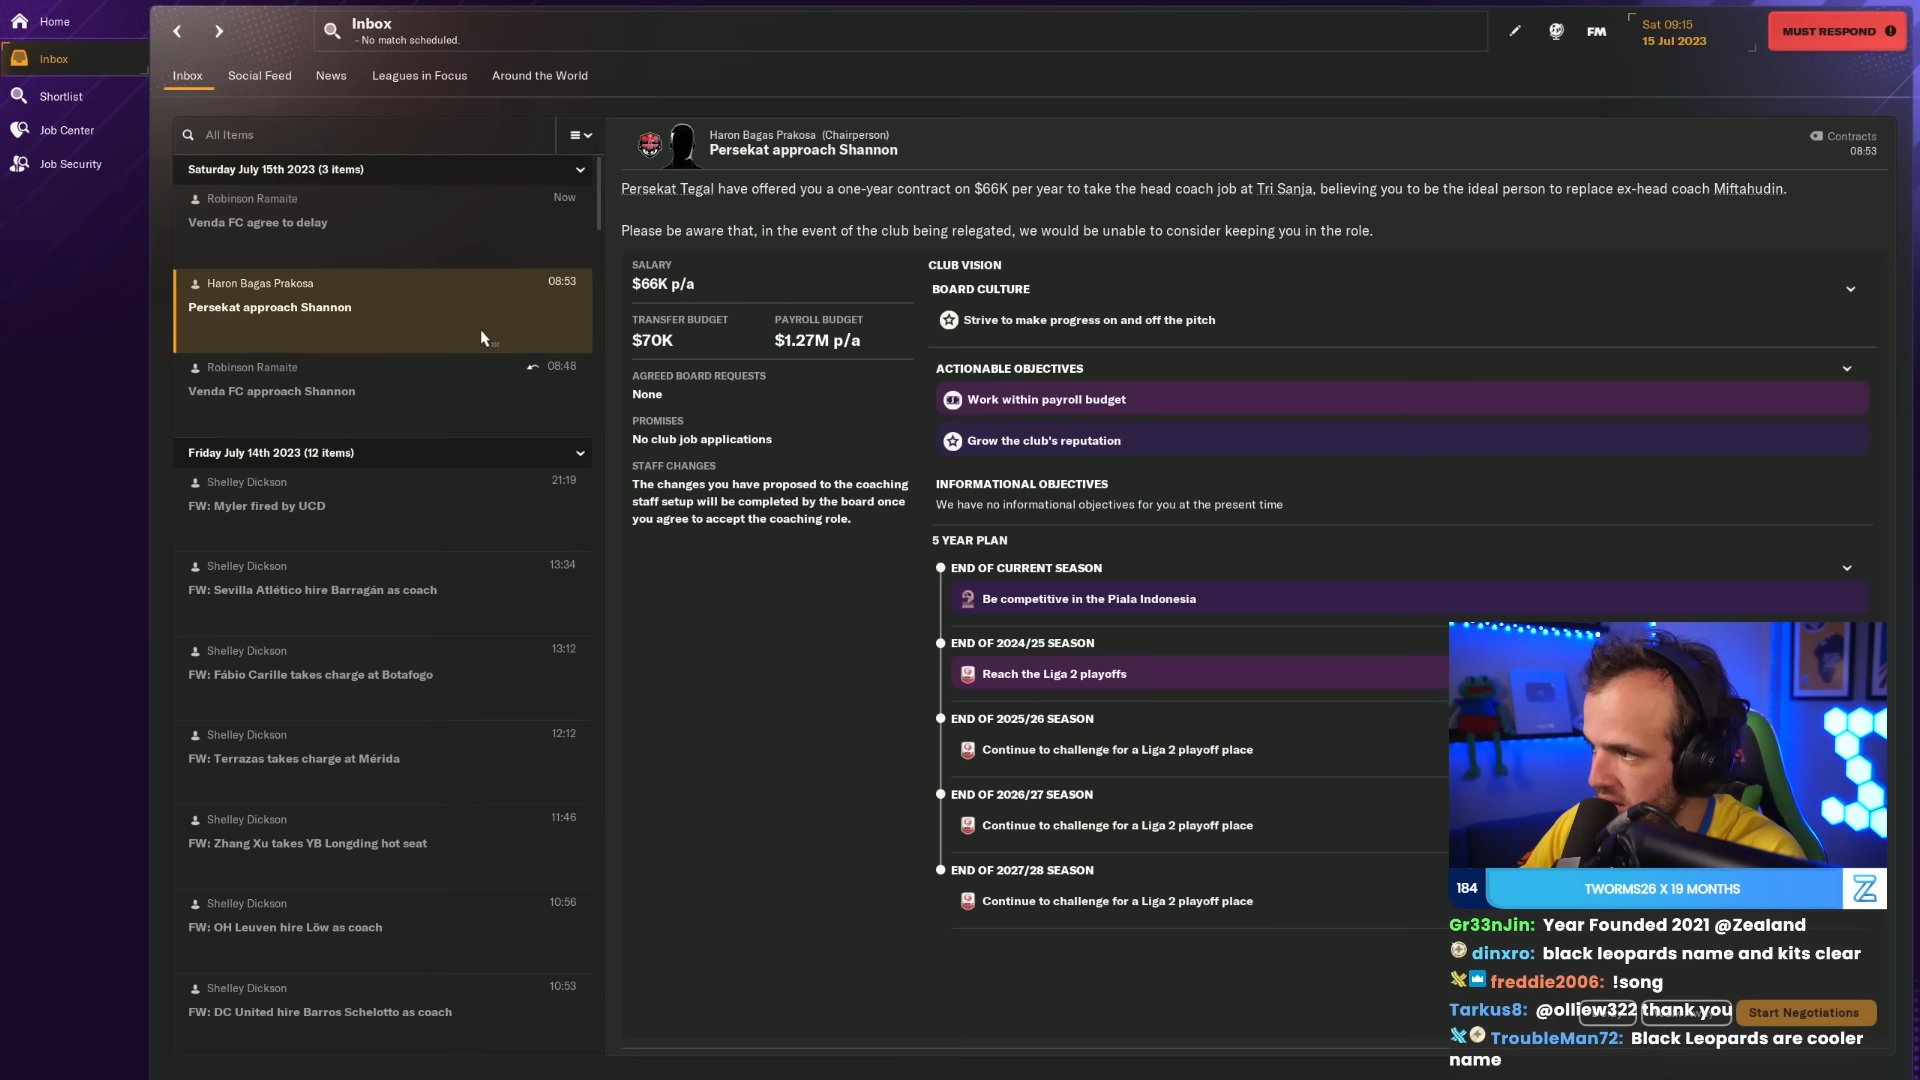 Home
Inbox
Shortlist
Job Center
Job Security
Inbox
- No match scheduled.
FM
Sat 09:15
15 Jul 2023
MUST RESPOND
Inbox
Social Feed
News
Leagues in Focus
Around the World
All Items
Saturday July 15th 2023 (3 items)
Robinson Ramaite
Now
Venda FC agree to delay
Haron Bagas Prakosa
08:53
Persekat approach Shannon
Robinson Ramaite
08:48
Venda FC approach Shannon
Friday July 14th 2023 (12 items)
Shelley Dickson
21:19
FW: Myler fired by UCD
Shelley Dickson
13:34
FW: Sevilla Atlético hire Barragán as coach
Shelley Dickson
13:12
FW: Fábio Carille takes charge at Botafogo
Shelley Dickson
12:12
FW: Terrazas takes charge at Mérida
Shelley Dickson
11:46
FW: Zhang Xu takes YB Longding hot seat
Shelley Dickson
10:56
FW: OH Leuven hire Löw as coach
Shelley Dickson
10:53
FW: DC United hire Barros Schelotto as coach
Haron Bagas Prakosa (Chairperson)
Persekat approach Shannon
Contracts
08:53
Persekat Tegal have offered you a one-year contract on $66K per year to take the head coach job at Tri Sanja, believing you to be the ideal person to replace ex-head coach Miftahudin.
Please be aware that, in the event of the club being relegated, we would be unable to consider keeping you in the role.
SALARY
$66K p/a
TRANSFER BUDGET
$70K
PAYROLL BUDGET
$1.27M p/a
AGREED BOARD REQUESTS
None
PROMISES
No club job applications
STAFF CHANGES
The changes you have proposed to the coaching
staff setup will be completed by the board once
you agree to accept the coaching role.
CLUB VISION
BOARD CULTURE
Strive to make progress on and off the pitch
ACTIONABLE OBJECTIVES
Work within payroll budget
Grow the club's reputation
INFORMATIONAL OBJECTIVES
We have no informational objectives for you at the present time
5 YEAR PLAN
END OF CURRENT SEASON
Be competitive in the Piala Indonesia
END OF 2024/25 SEASON
Reach the Liga 2 playoffs
END OF 2025/26 SEASON
Continue to challenge for a Liga 2 playoff place
END OF 2026/27 SEASON
Continue to challenge for a Liga 2 playoff place
END OF 2027/28 SEASON
Continue to challenge for a Liga 2 playoff place
184
TWORMS26 X 19 MONTHS
Z
Gr33nJin: Year Founded 2021 @Zealand
dinxro: black leopards name and kits clear
freddie2006: !song
Tarkus8: @olliew322 thank you
Start Negotiations
TroubleMan72: Black Leopards are cooler
name